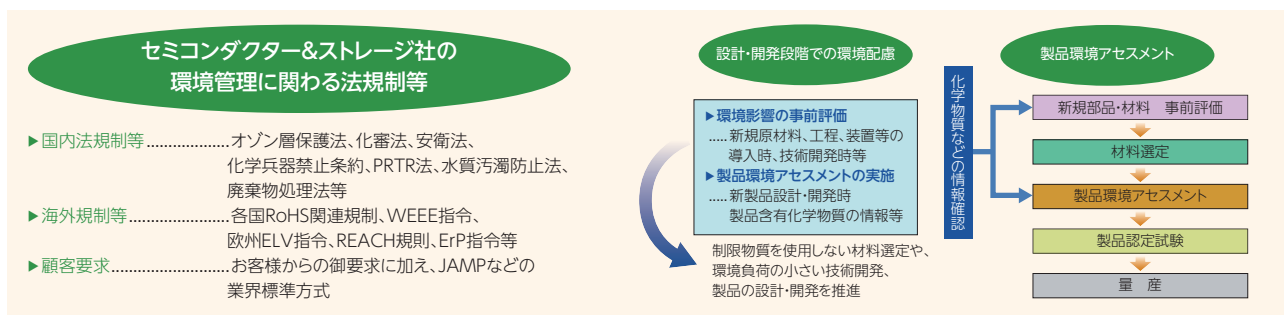 セミコンダクター&ストレージ社の
環境管理に関わる法規制等
▶国内法規制等......................オゾン層保護法、化審法、安衛法、
化学兵器禁止条約、PRTR法、水質汚濁防止法、
廃棄物処理法等
▶海外規制等..........................各国RoHS関連規制、WEEE指令、
欧州ELV指令、REACH規則、ErP指令等
▶顧客要求..............................お客様からの御要求に加え、JAMPなどの
業界標準方式
設計・開発段階での環境配慮
▶環境影響の事前評価
.....新規原材料、工程、装置等の
導入時、技術開発時等
▶製品環境アセスメントの実施
.....新製品設計・開発時
製品含有化学物質の情報等
制限物質を使用しない材料選定や、
環境負荷の小さい技術開発、
製品の設計・開発を推進
化学物質などの情報確認
製品環境アセスメント
新規部品・材料 事前評価
材料選定
製品環境アセスメント
製品認定試験
量 産